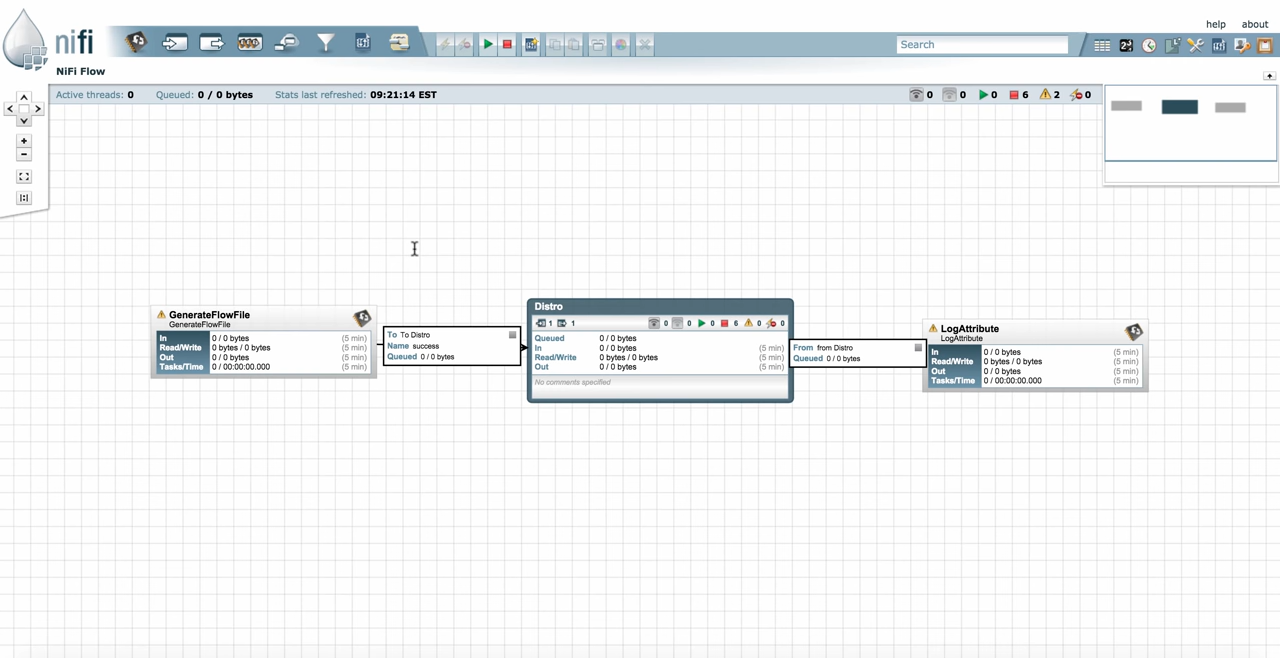 help about
nifi
Search
NiFi Flow
Active threads: 0 Queued: 0 / 0 bytes Stats last refreshed: 09:21:14 EST 0 0 0 6 2 0
GenerateFlowFile
GenerateFlowFile
In 0 / 0 bytes (5 min)
Read/Write 0 bytes / 0 bytes (5 min)
Out 0 / 0 bytes (5 min)
Tasks/Time 0 / 00:00:00.000 (5 min)
To To Distro
Name success
Queued 0 / 0 bytes
Distro
1 1 0 0 0 6 0 0
Queued 0 / 0 bytes
In 0 / 0 bytes (5 min)
Read/Write 0 bytes / 0 bytes (5 min)
Out 0 / 0 bytes (5 min)
No comments specified
From from Distro
Queued 0 / 0 bytes
LogAttribute
LogAttribute
In 0 / 0 bytes (5 min)
Read/Write 0 bytes / 0 bytes (5 min)
Out 0 / 0 bytes (5 min)
Tasks/Time 0 / 00:00:00.000 (5 min)